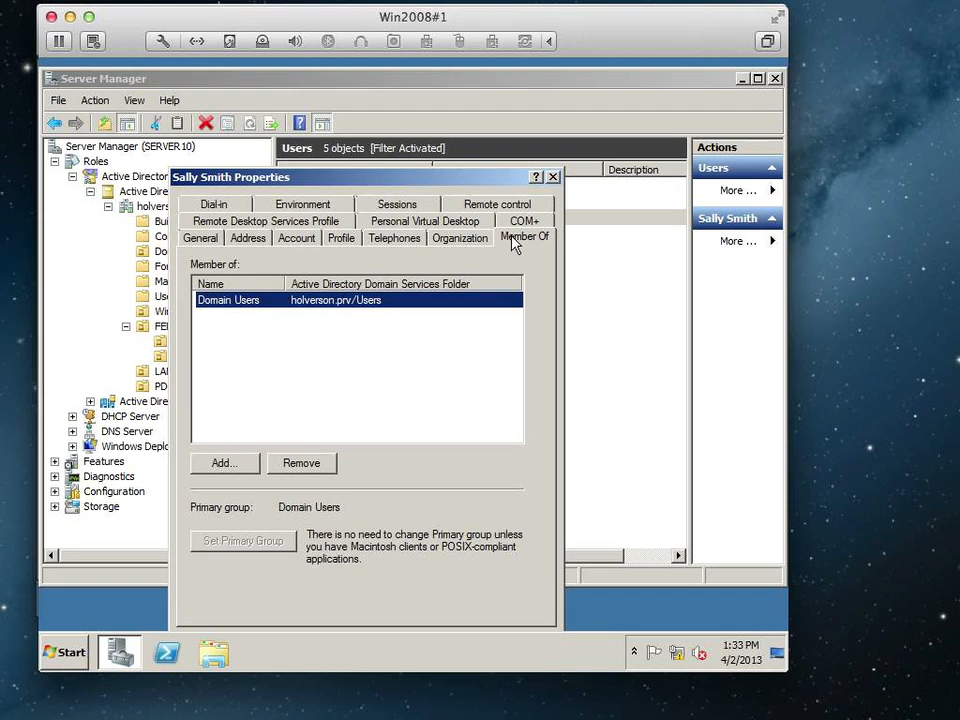 Win2008#1
Server Manager
File Action View Help
Server Manager (SERVER10)
Roles
Active Director
Active Dire
holvers
Bui
Co
Do
For
Ma
Use
Wir
FE
LA
PD
Active Dire
DHCP Server
DNS Server
Windows Deplo
Features
Diagnostics
Configuration
Storage
Users 5 objects [Filter Activated]
Description
Sally Smith Properties
Dial-in Environment Sessions Remote control
Remote Desktop Services Profile Personal Virtual Desktop COM+
General Address Account Profile Telephones Organization Member Of
Member of:
Name Active Directory Domain Services Folder
Domain Users holverson.prv/Users
Add... Remove
Primary group: Domain Users
Set Primary Group
There is no need to change Primary group unless
you have Macintosh clients or POSIX-compliant
applications.
Actions
Users
More ...
Sally Smith
More ...
Start
1:33 PM
4/2/2013